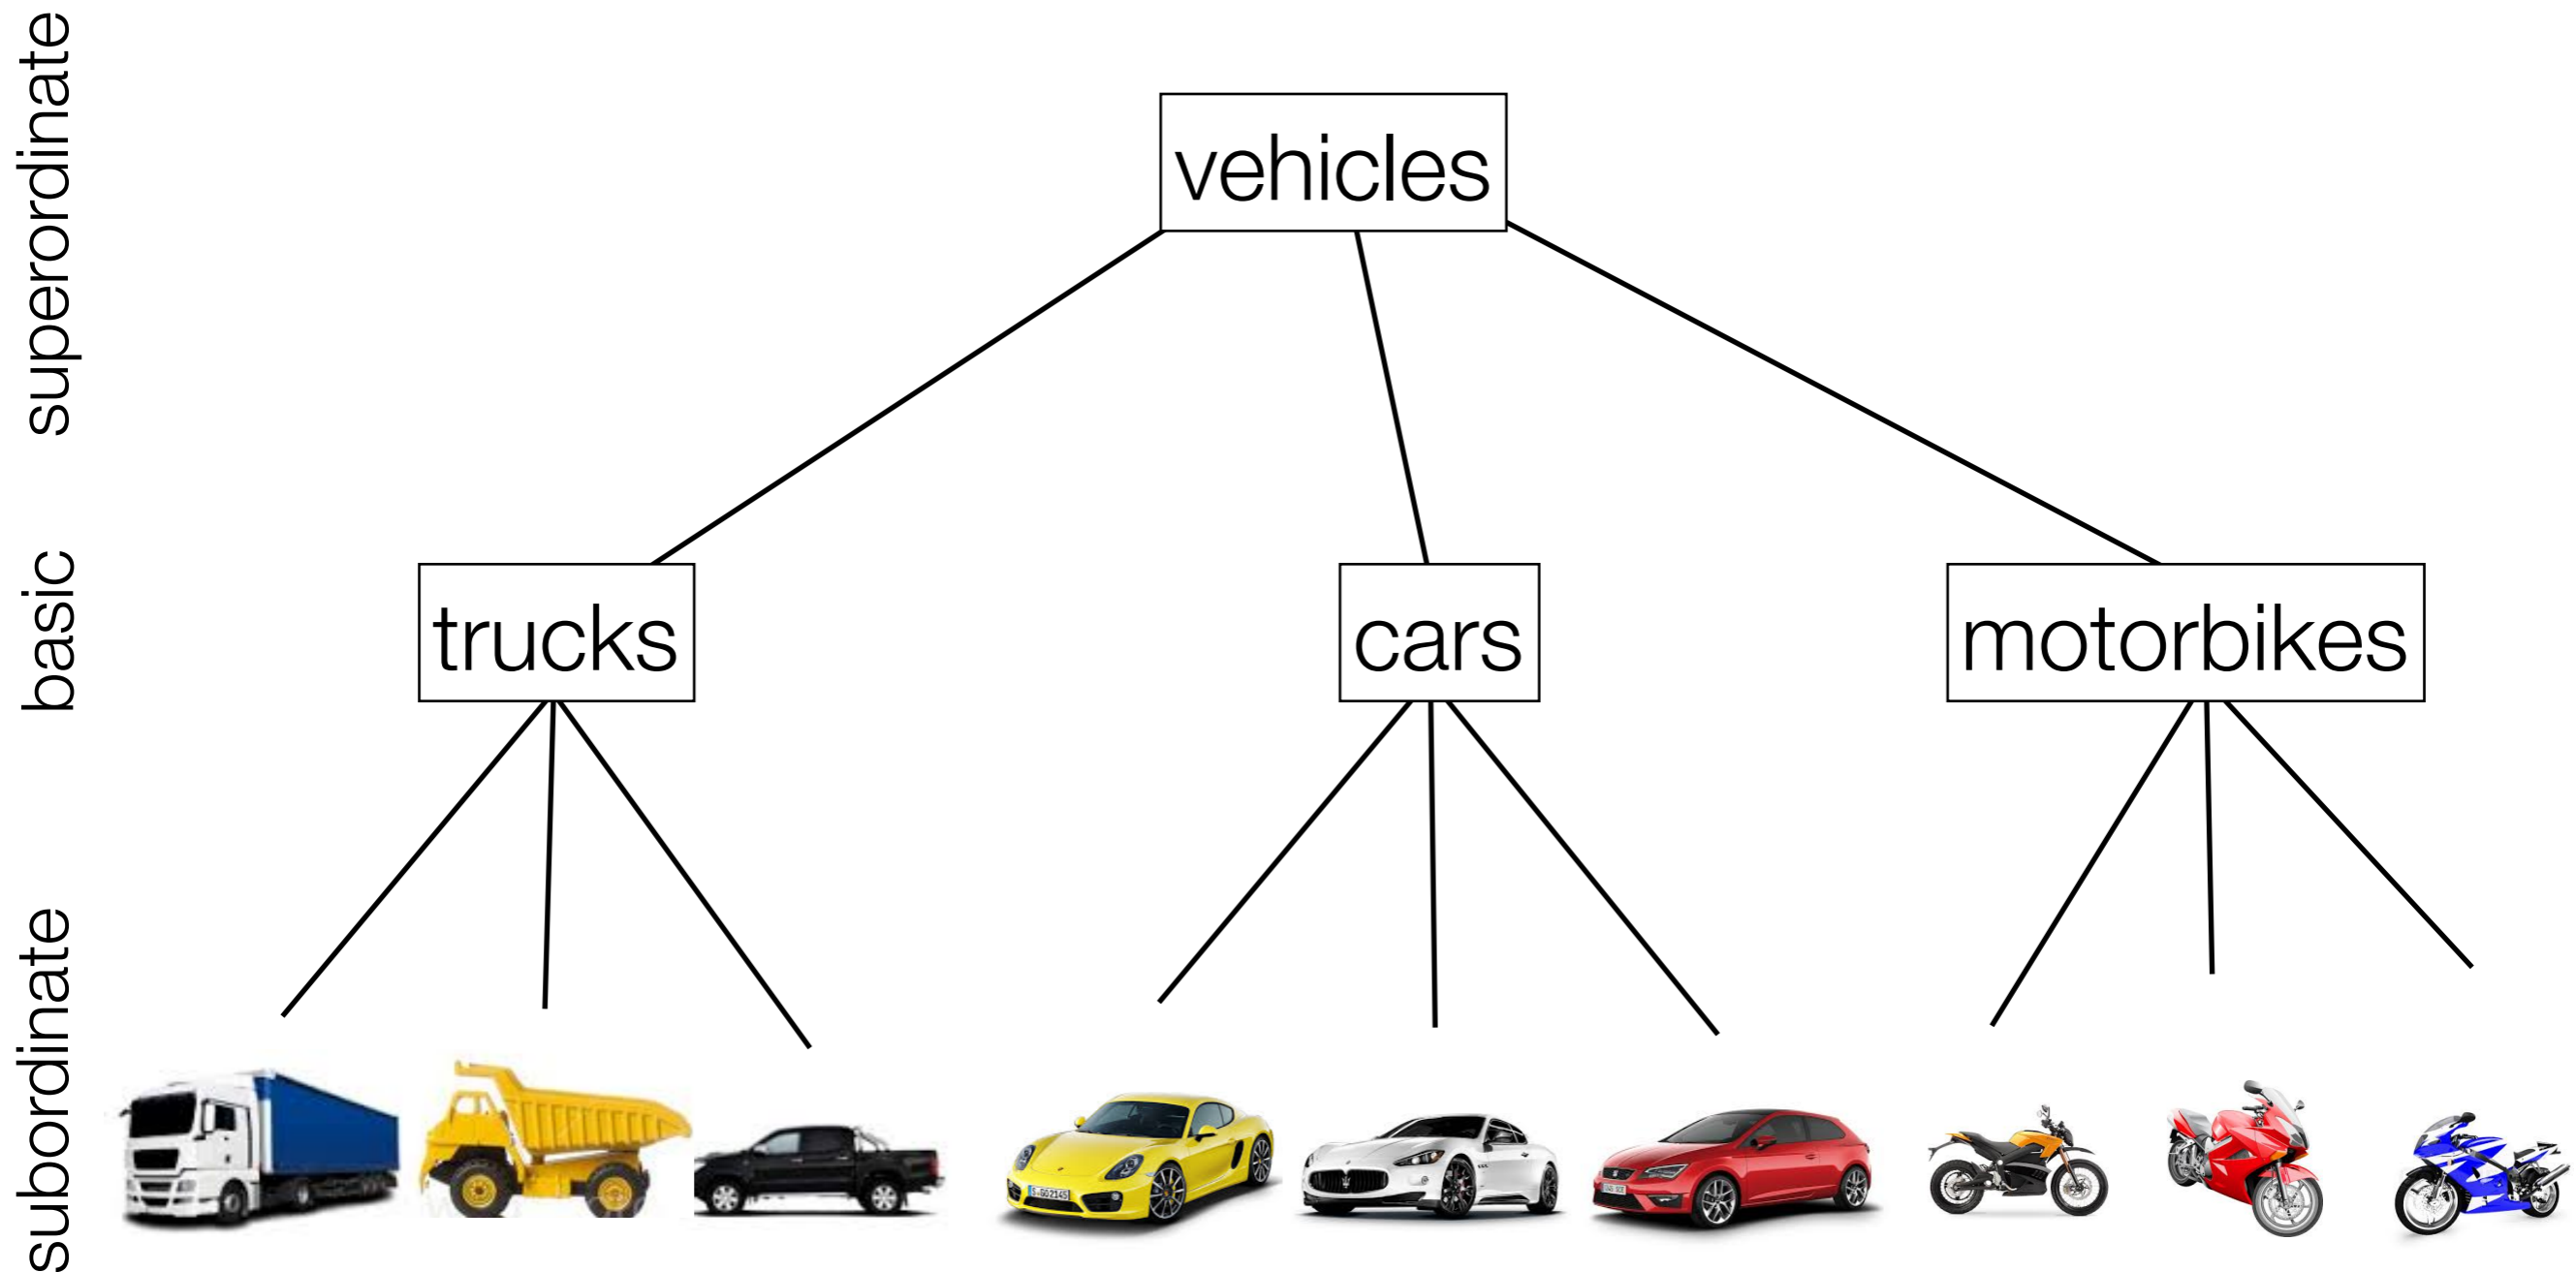 superordinate
vehicles
basic
trucks
cars
motorbikes
subordinate